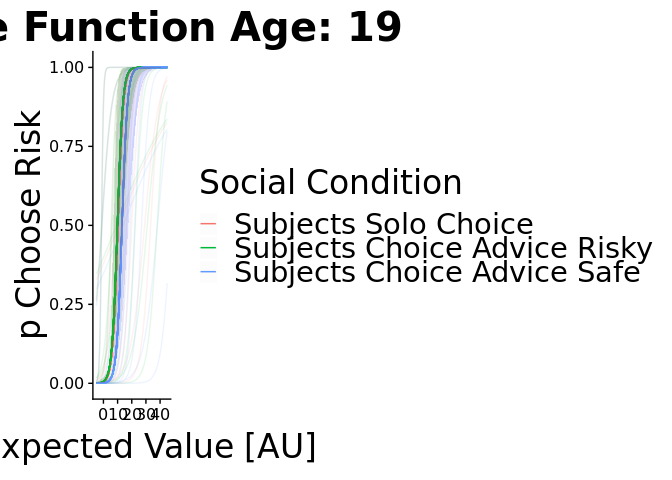 e Function Age: 19
1.00
0.75
0.50
0.25
0.00
p Choose Risk
0 10 20 30 40
xpected Value [AU]
Social Condition
Subjects Solo Choice
Subjects Choice Advice Risky
Subjects Choice Advice Safe